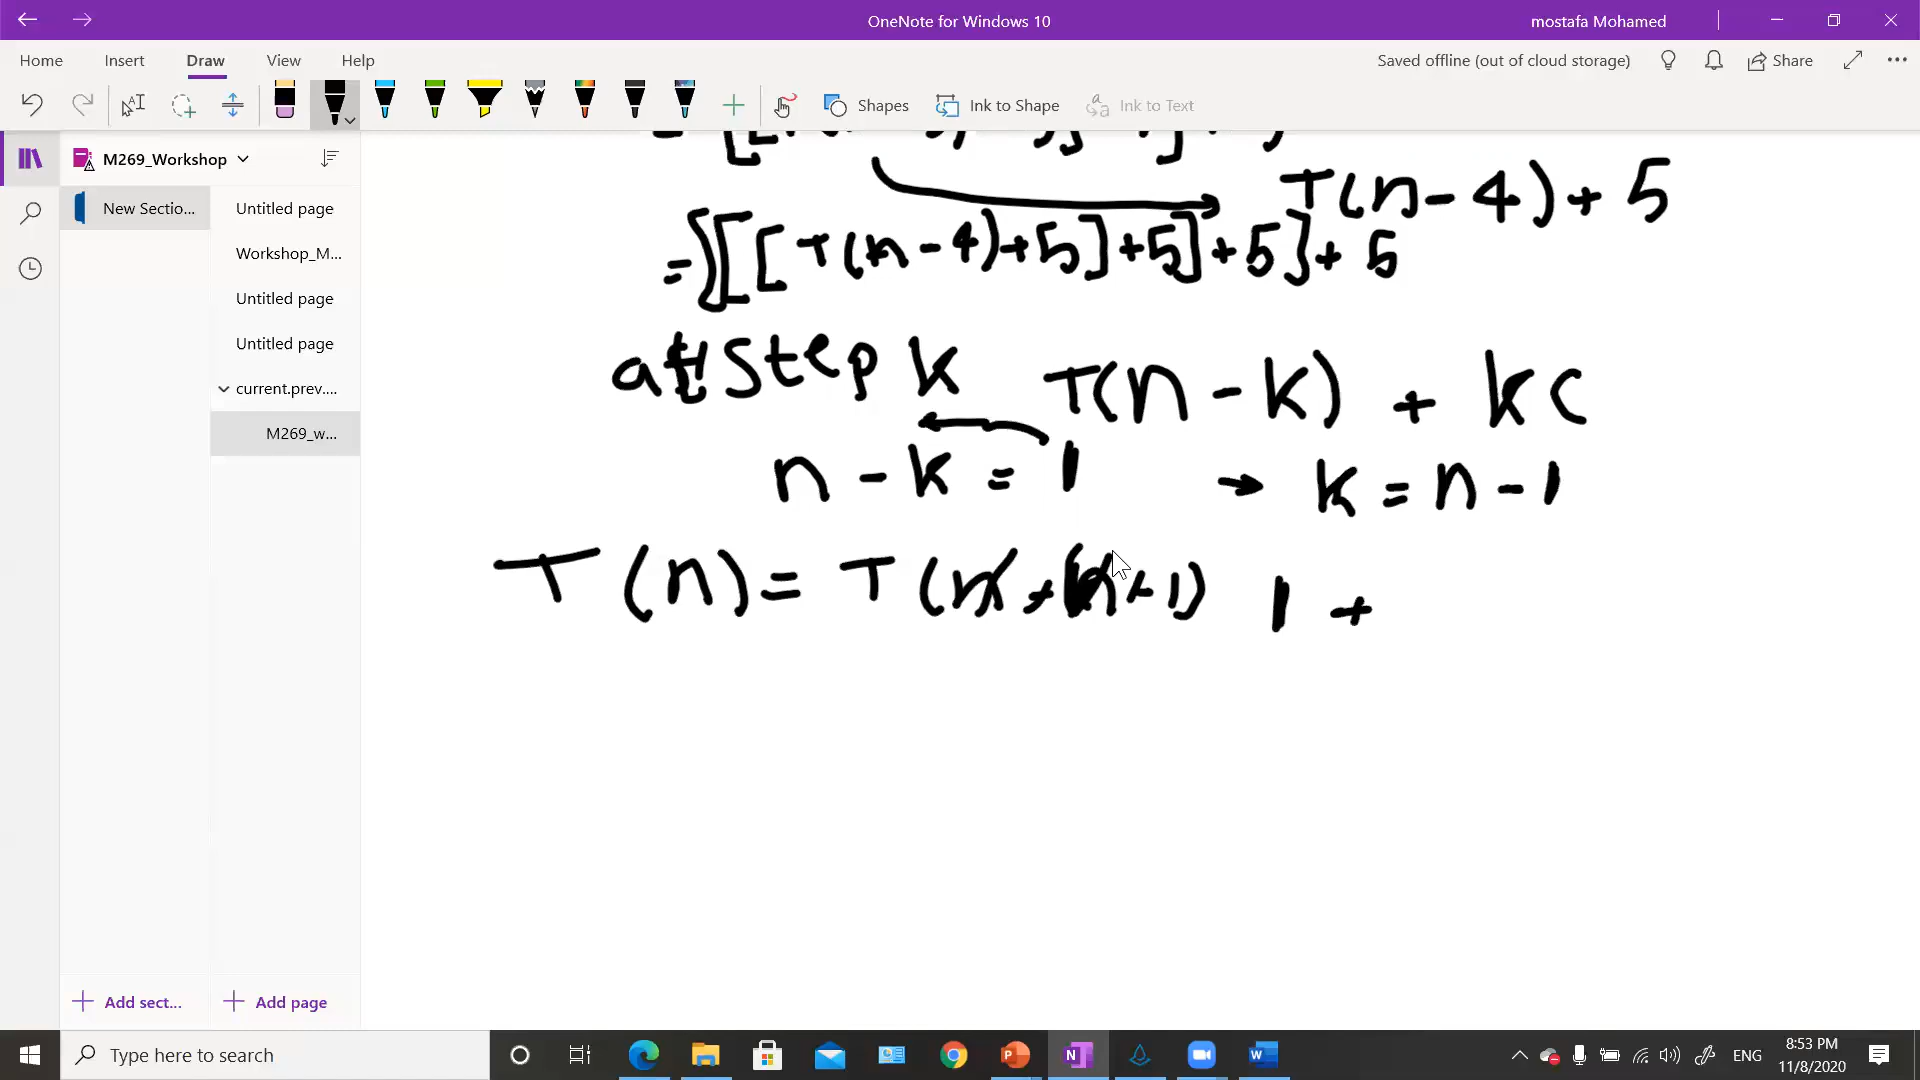 OneNote for Windows 10
mostafa Mohamed
Home Insert Draw View Help
Saved offline (out of cloud storage) Share
Shapes Ink to Shape Ink to Text
M269_Workshop
New Sectio...
Untitled page
Workshop_M...
Untitled page
Untitled page
current.prev....
M269_w...
T(n-4)+5
=][[T(n-4)+5]+5]+5]+5
at Step k T(n-k) + kC
n-k=1 → k=n-1
T(n)=T(n-(n-1) 1+
Add sect... Add page
Type here to search
ENG
8:53 PM
11/8/2020